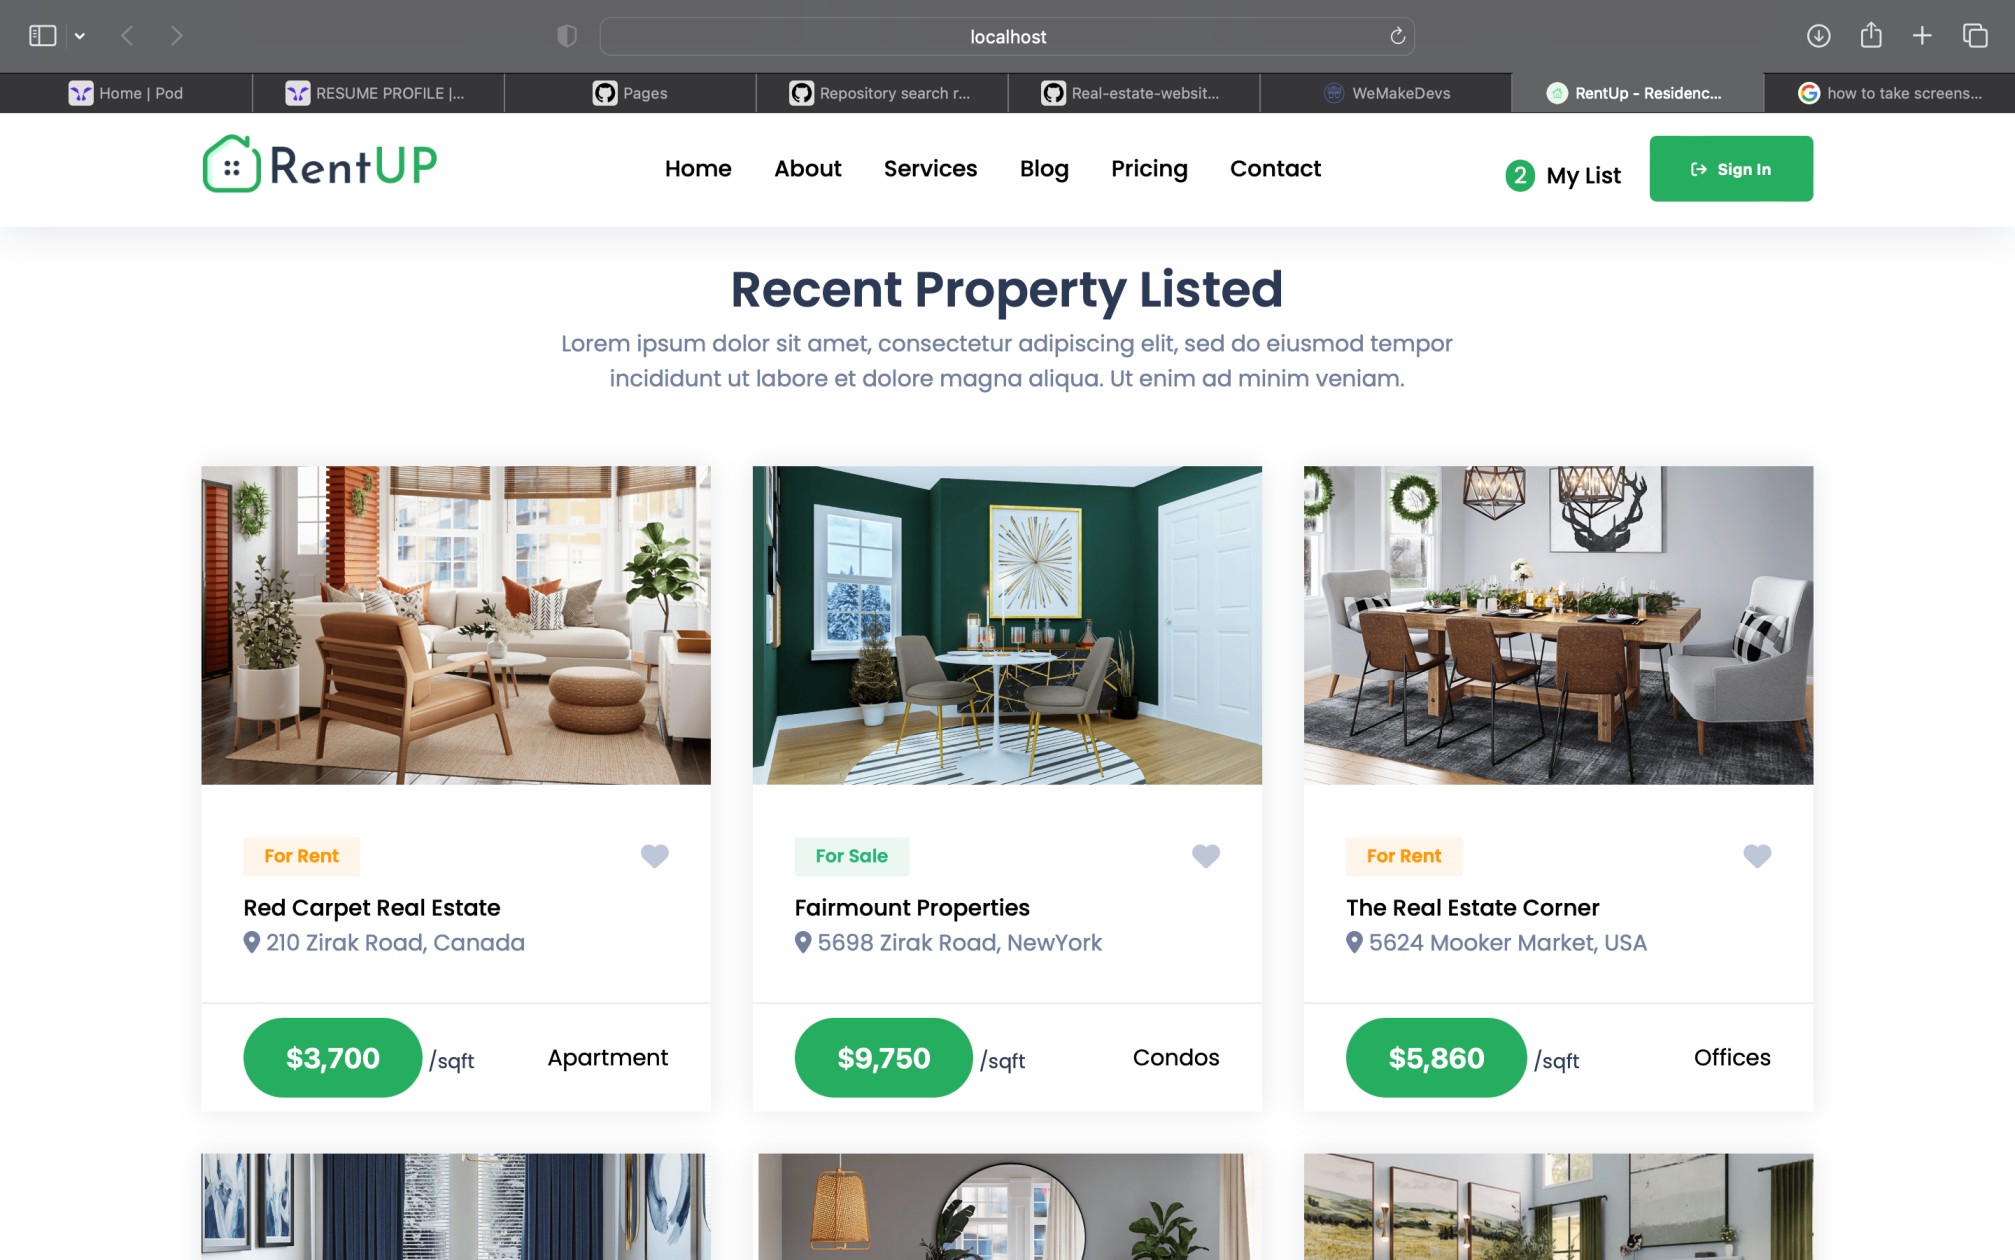 localhost
Home | Pod
RESUME PROFILE |...
Pages
Repository search r...
Real-estate-websit...
WeMakeDevs
RentUp - Residenc...
how to take screens...
RentUP
Home
About
Services
Blog
Pricing
Contact
2 My List
Sign In
Recent Property Listed
Lorem ipsum dolor sit amet, consectetur adipiscing elit, sed do eiusmod tempor
incididunt ut labore et dolore magna aliqua. Ut enim ad minim veniam.
For Rent
Red Carpet Real Estate
210 Zirak Road, Canada
$3,700 /sqft
Apartment
For Sale
Fairmount Properties
5698 Zirak Road, NewYork
$9,750 /sqft
Condos
For Rent
The Real Estate Corner
5624 Mooker Market, USA
$5,860 /sqft
Offices